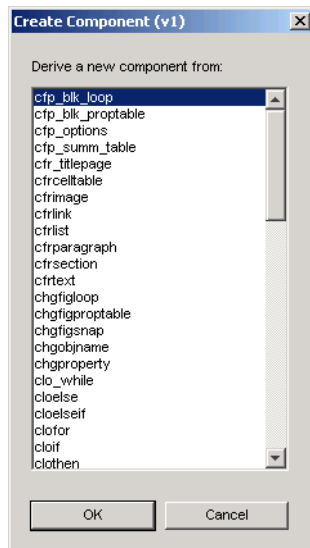 Create Component (v1)
Derive a new component from:
cfp_blk_loop
cfp_blk_proptable
cfp_options
cfp_summ_table
cfr_titlepage
cfrcelltable
cfrimage
cfrlink
cfrlist
cfrparagraph
cfrsection
cfrtext
chgfigloop
chgfigproptable
chgfigsnap
chgobjname
chgproperty
clo_while
cloelse
cloelseif
clofor
cloif
clothen
OK
Cancel